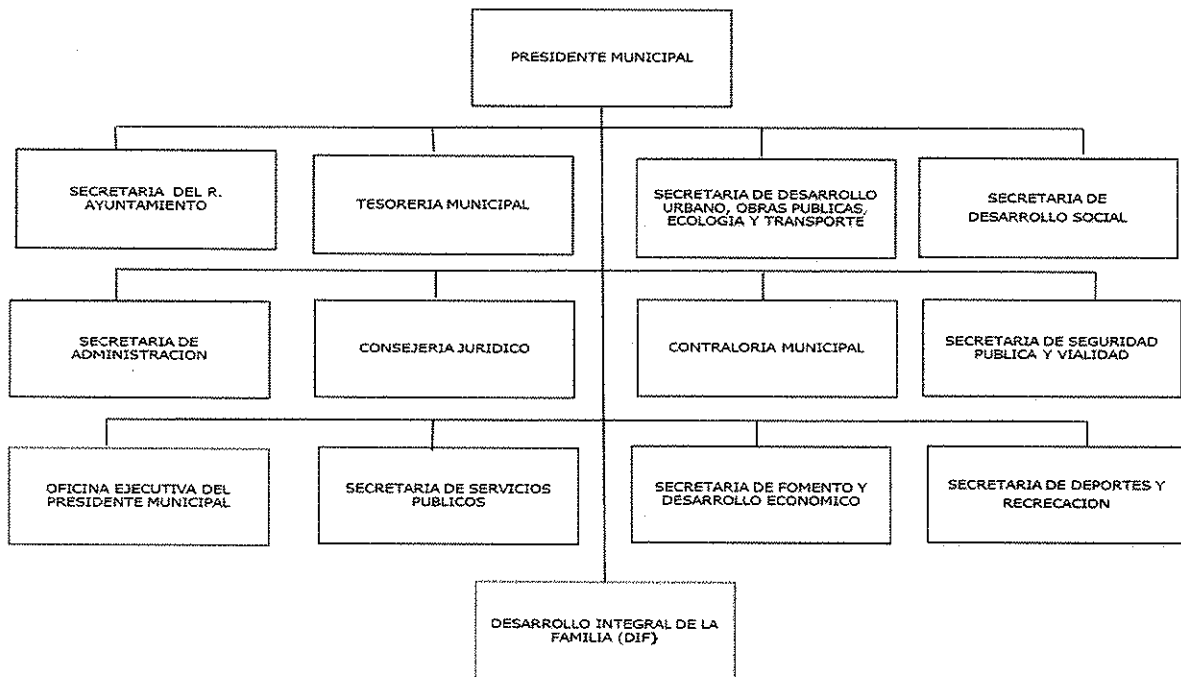 PRESIDENTE MUNICIPAL
SECRETARIA DEL R.
AYUNTAMIENTO
TESORERIA MUNICIPAL
SECRETARIA DE DESARROLLO
URBANO, OBRAS PUBLICAS,
ECOLOGIA Y TRANSPORTE
SECRETARIA DE
DESARROLLO SOCIAL
SECRETARIA DE
ADMINISTRACION
CONSEJERIA JURIDICO
CONTRALORIA MUNICIPAL
SECRETARIA DE SEGURIDAD
PUBLICA Y VIALIDAD
OFICINA EJECUTIVA DEL
PRESIDENTE MUNICIPAL
SECRETARIA DE SERVICIOS
PUBLICOS
SECRETARIA DE FOMENTO Y
DESARROLLO ECONOMICO
SECRETARIA DE DEPORTES Y
RECRECACION
DESARROLLO INTEGRAL DE LA
FAMILIA (DIF)